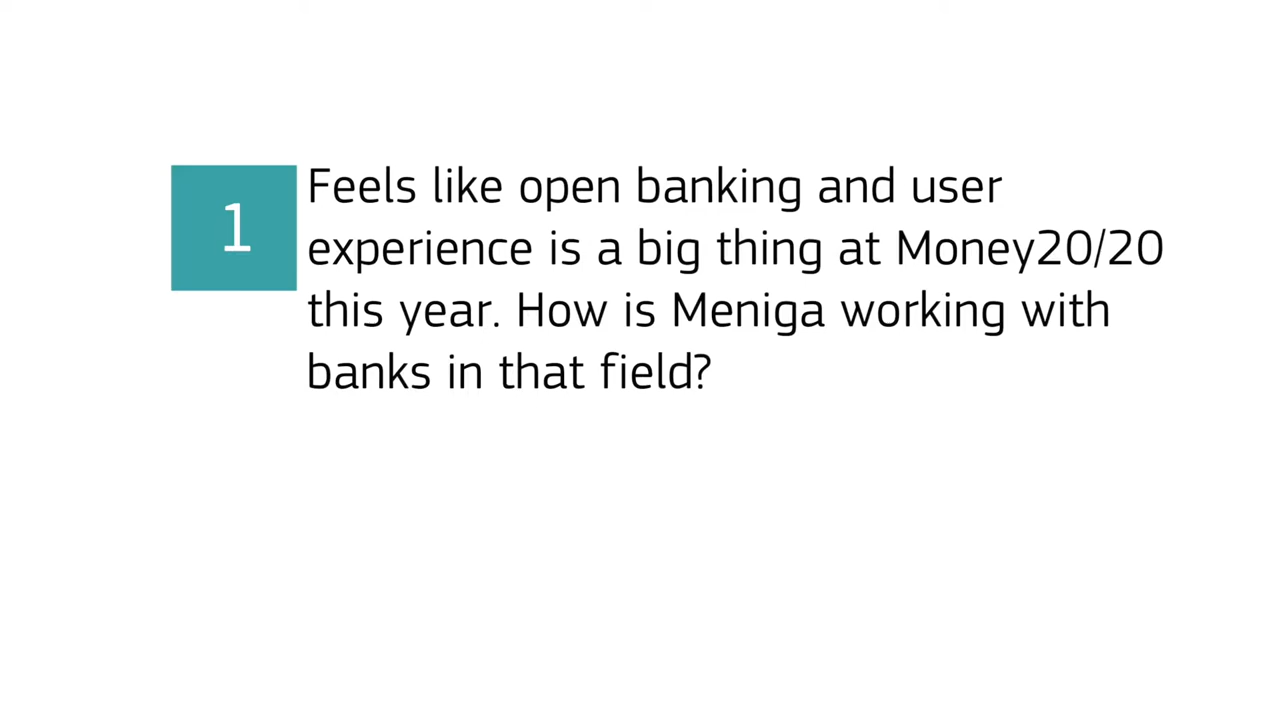 1
Feels like open banking and user
experience is a big thing at Money20/20
this year. How is Meniga working with
banks in that field?